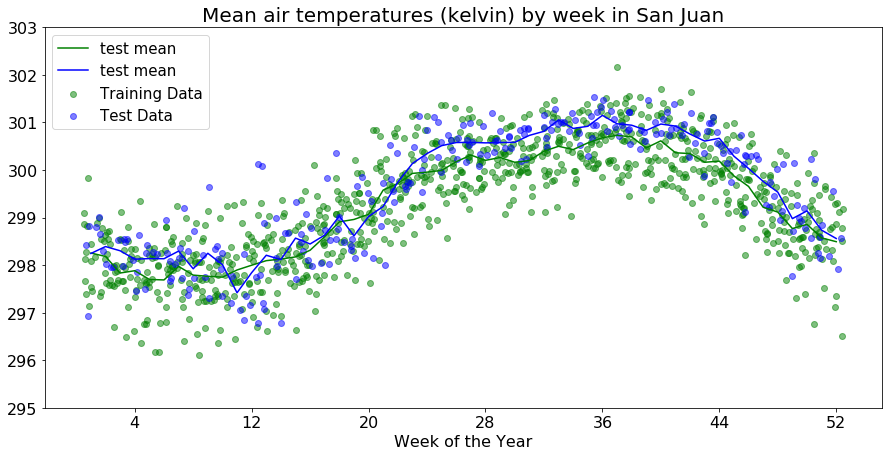 Mean air temperatures (kelvin) by week in San Juan
303
302
301
300
299
298
297
296
295
test mean
test mean
Training Data
Test Data
4 12 20 28 36 44 52
Week of the Year